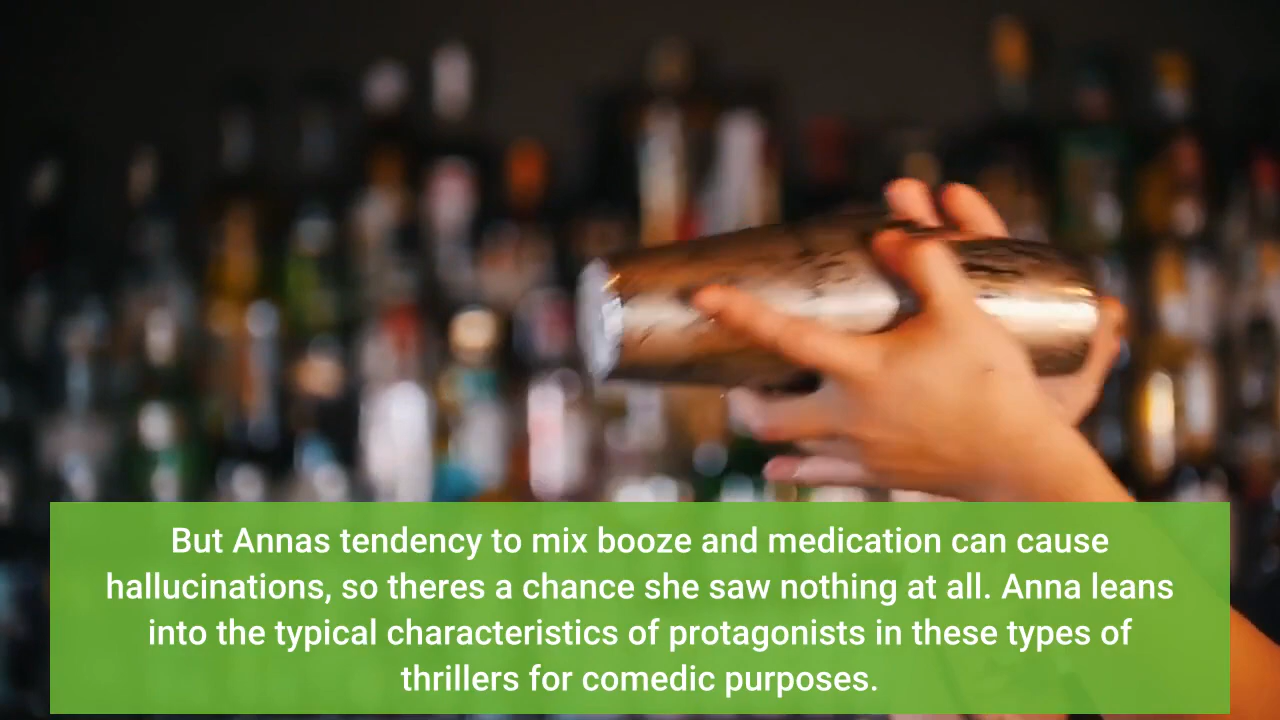 But Annas tendency to mix booze and medication can cause
hallucinations, so theres a chance she saw nothing at all. Anna leans
into the typical characteristics of protagonists in these types of
thrillers for comedic purposes.